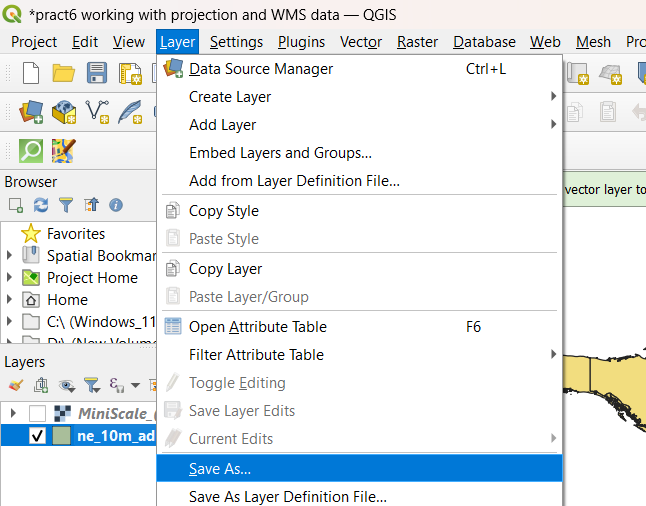 *pract6 working with projection and WMS data — QGIS
Project Edit View Layer Settings Plugins Vector Raster Database Web Mesh Pro
Data Source Manager Ctrl+L
Create Layer
Add Layer
Embed Layers and Groups...
Add from Layer Definition File...
Copy Style
Paste Style
Copy Layer
Paste Layer/Group
Open Attribute Table F6
Filter Attribute Table
Toggle Editing
Save Layer Edits
Current Edits
Save As...
Save As Layer Definition File...
vector layer to
Browser
Favorites
Spatial Bookmar
Project Home
Home
C:\ (Windows_11
D:\ (New Volume
Layers
MiniScale_(
ne_10m_ad